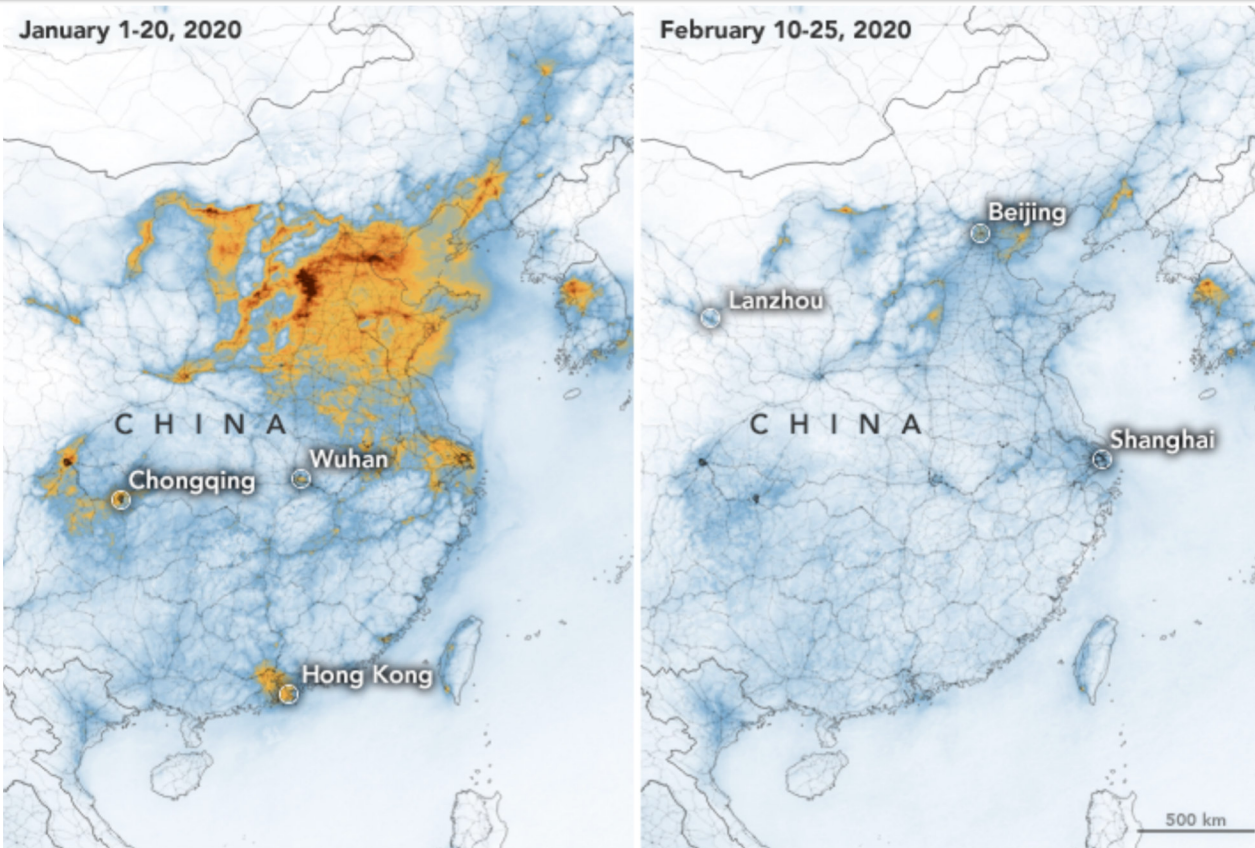 January 1-20, 2020
CHINA
Wuhan
Chongqing
Hong Kong
February 10-25, 2020
Beijing
Lanzhou
CHINA
Shanghai
500 km